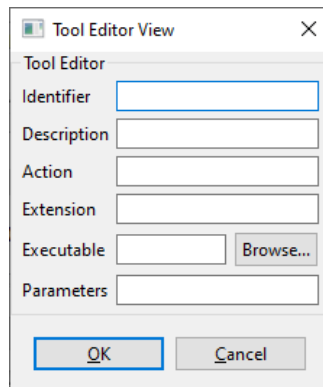 Tool Editor View
Tool Editor
Identifier
Description
Action
Extension
Executable Browse...
Parameters
OK Cancel